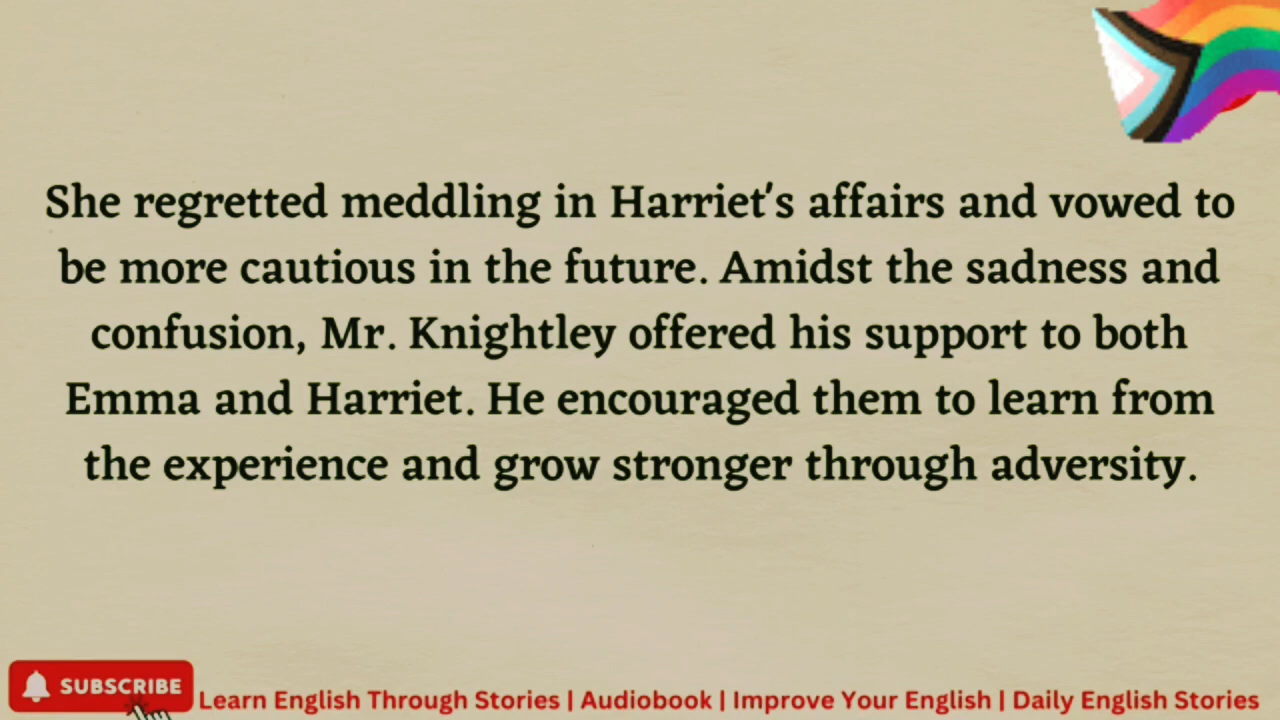 She regretted meddling in Harriet's affairs and vowed to
be more cautious in the future. Amidst the sadness and
confusion, Mr. Knightley offered his support to both
Emma and Harriet. He encouraged them to learn from
the experience and grow stronger through adversity.
SUBSCRIBE
Learn English Through Stories | Audiobook | Improve Your English | Daily English Stories